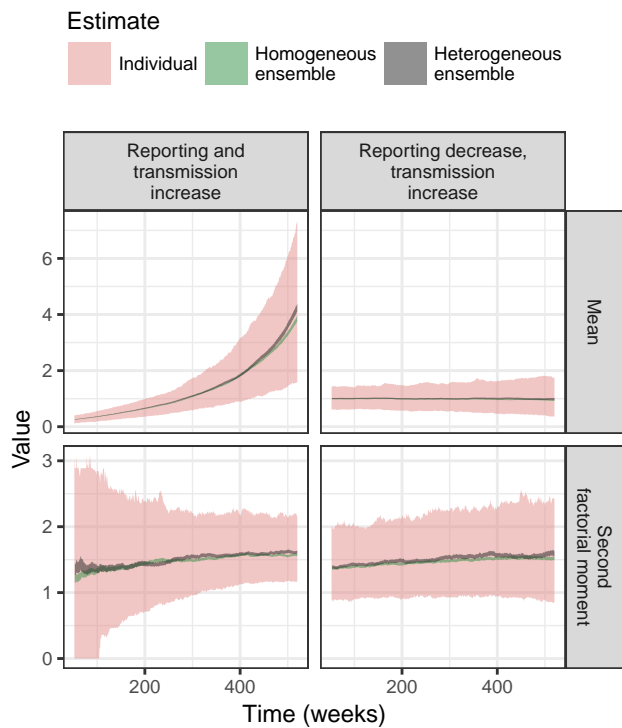 Estimate
Individual
Homogeneous
ensemble
Heterogeneous
ensemble
Reporting and
transmission
increase
Reporting decrease,
transmission
increase
6
4
2
0
Mean
Value
3
2
1
0
Second
factorial moment
200
400
200
400
Time (weeks)